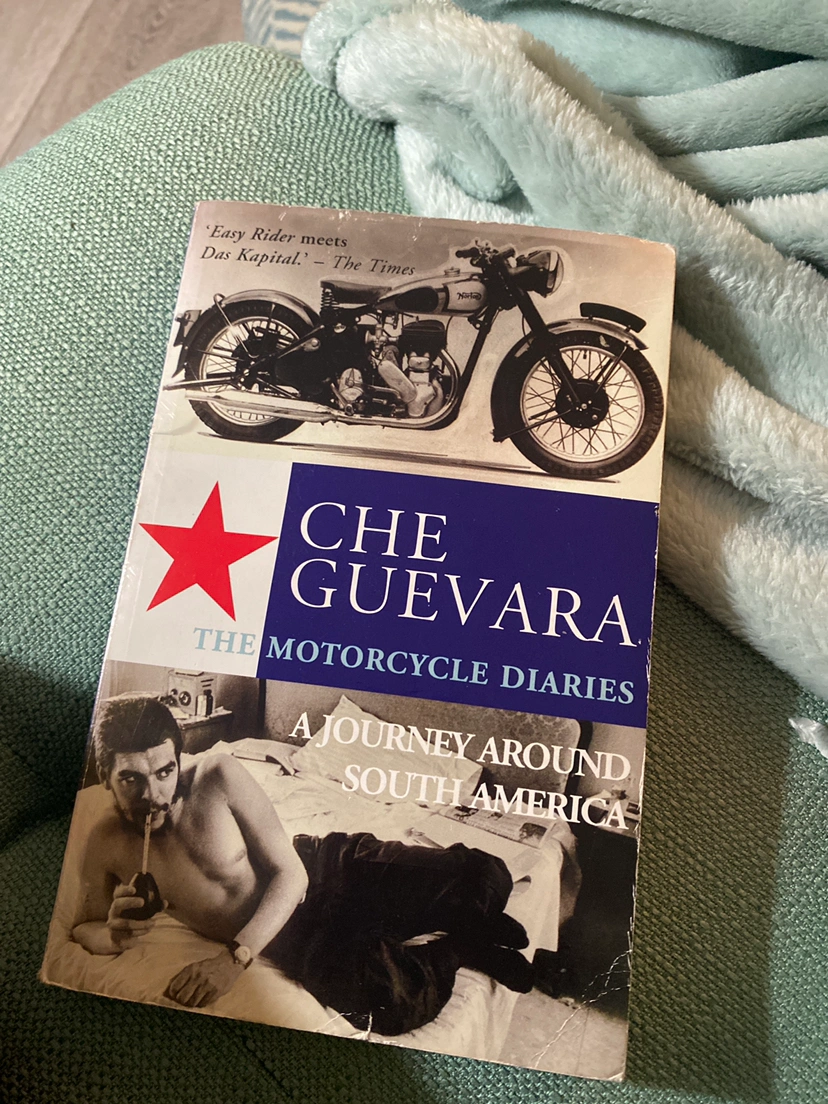 ‘Easy Rider meets
Das Kapital.’ – The Times
Norton
CHE
GUEVARA
THE MOTORCYCLE DIARIES
A JOURNEY AROUND
SOUTH AMERICA